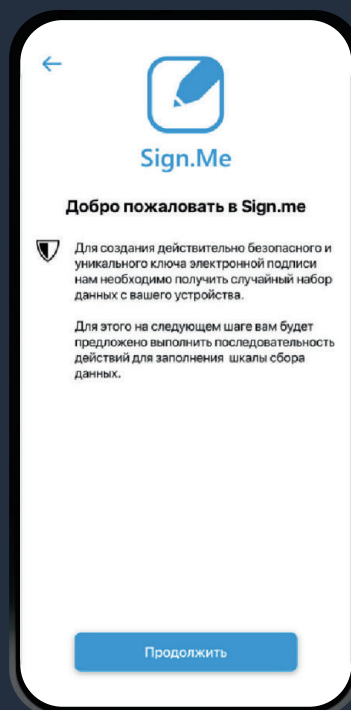 Sign.Me
Добро пожаловать в Sign.me
Для создания действительно безопасного и
уникального ключа электронной подписи
нам необходимо получить случайный набор
данных с вашего устройства.
Для этого на следующем шаге вам будет
предложено выполнить последовательность
действий для заполнения шкалы сбора
данных.
Продолжить